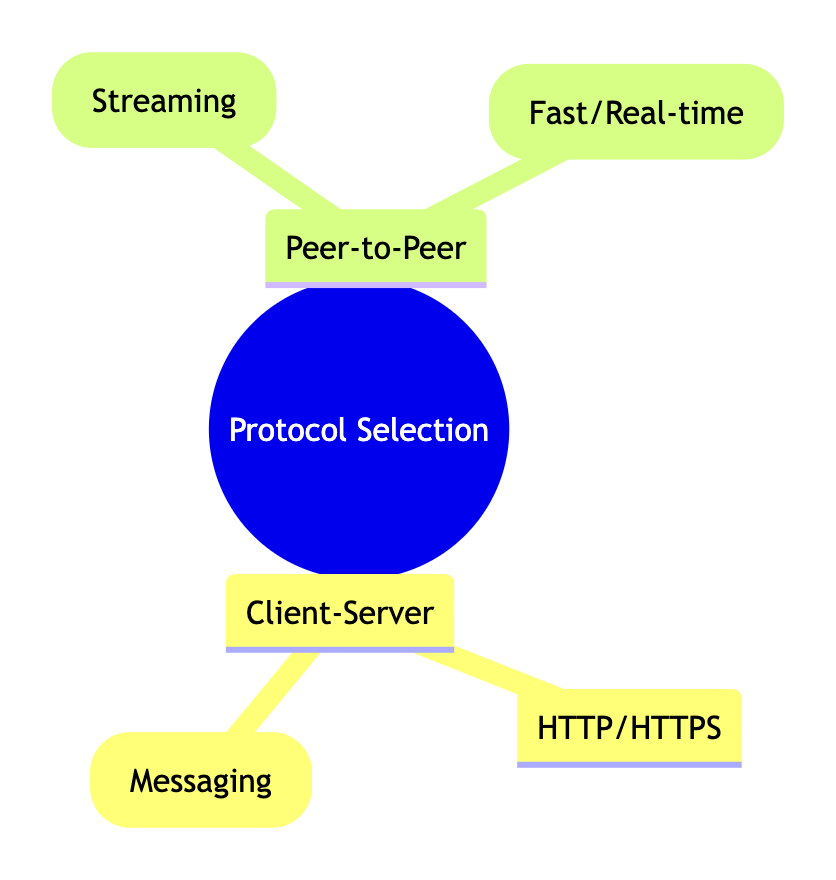 Streaming
Fast/Real-time
Peer-to-Peer
Protocol Selection
Client-Server
HTTP/HTTPS
Messaging